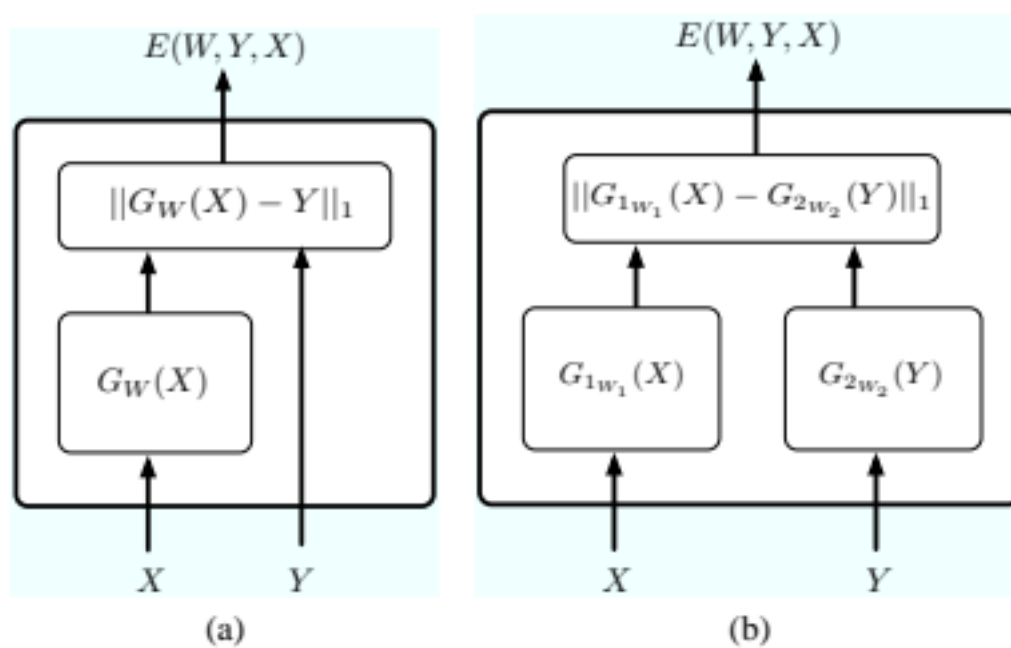 E(W, Y, X)
||G_W(X) − Y||_1
G_W(X)
X
Y
(a)
E(W, Y, X)
||G_{1_{W_1}}(X) − G_{2_{W_2}}(Y)||_1
G_{1_{W_1}}(X)
G_{2_{W_2}}(Y)
X
Y
(b)